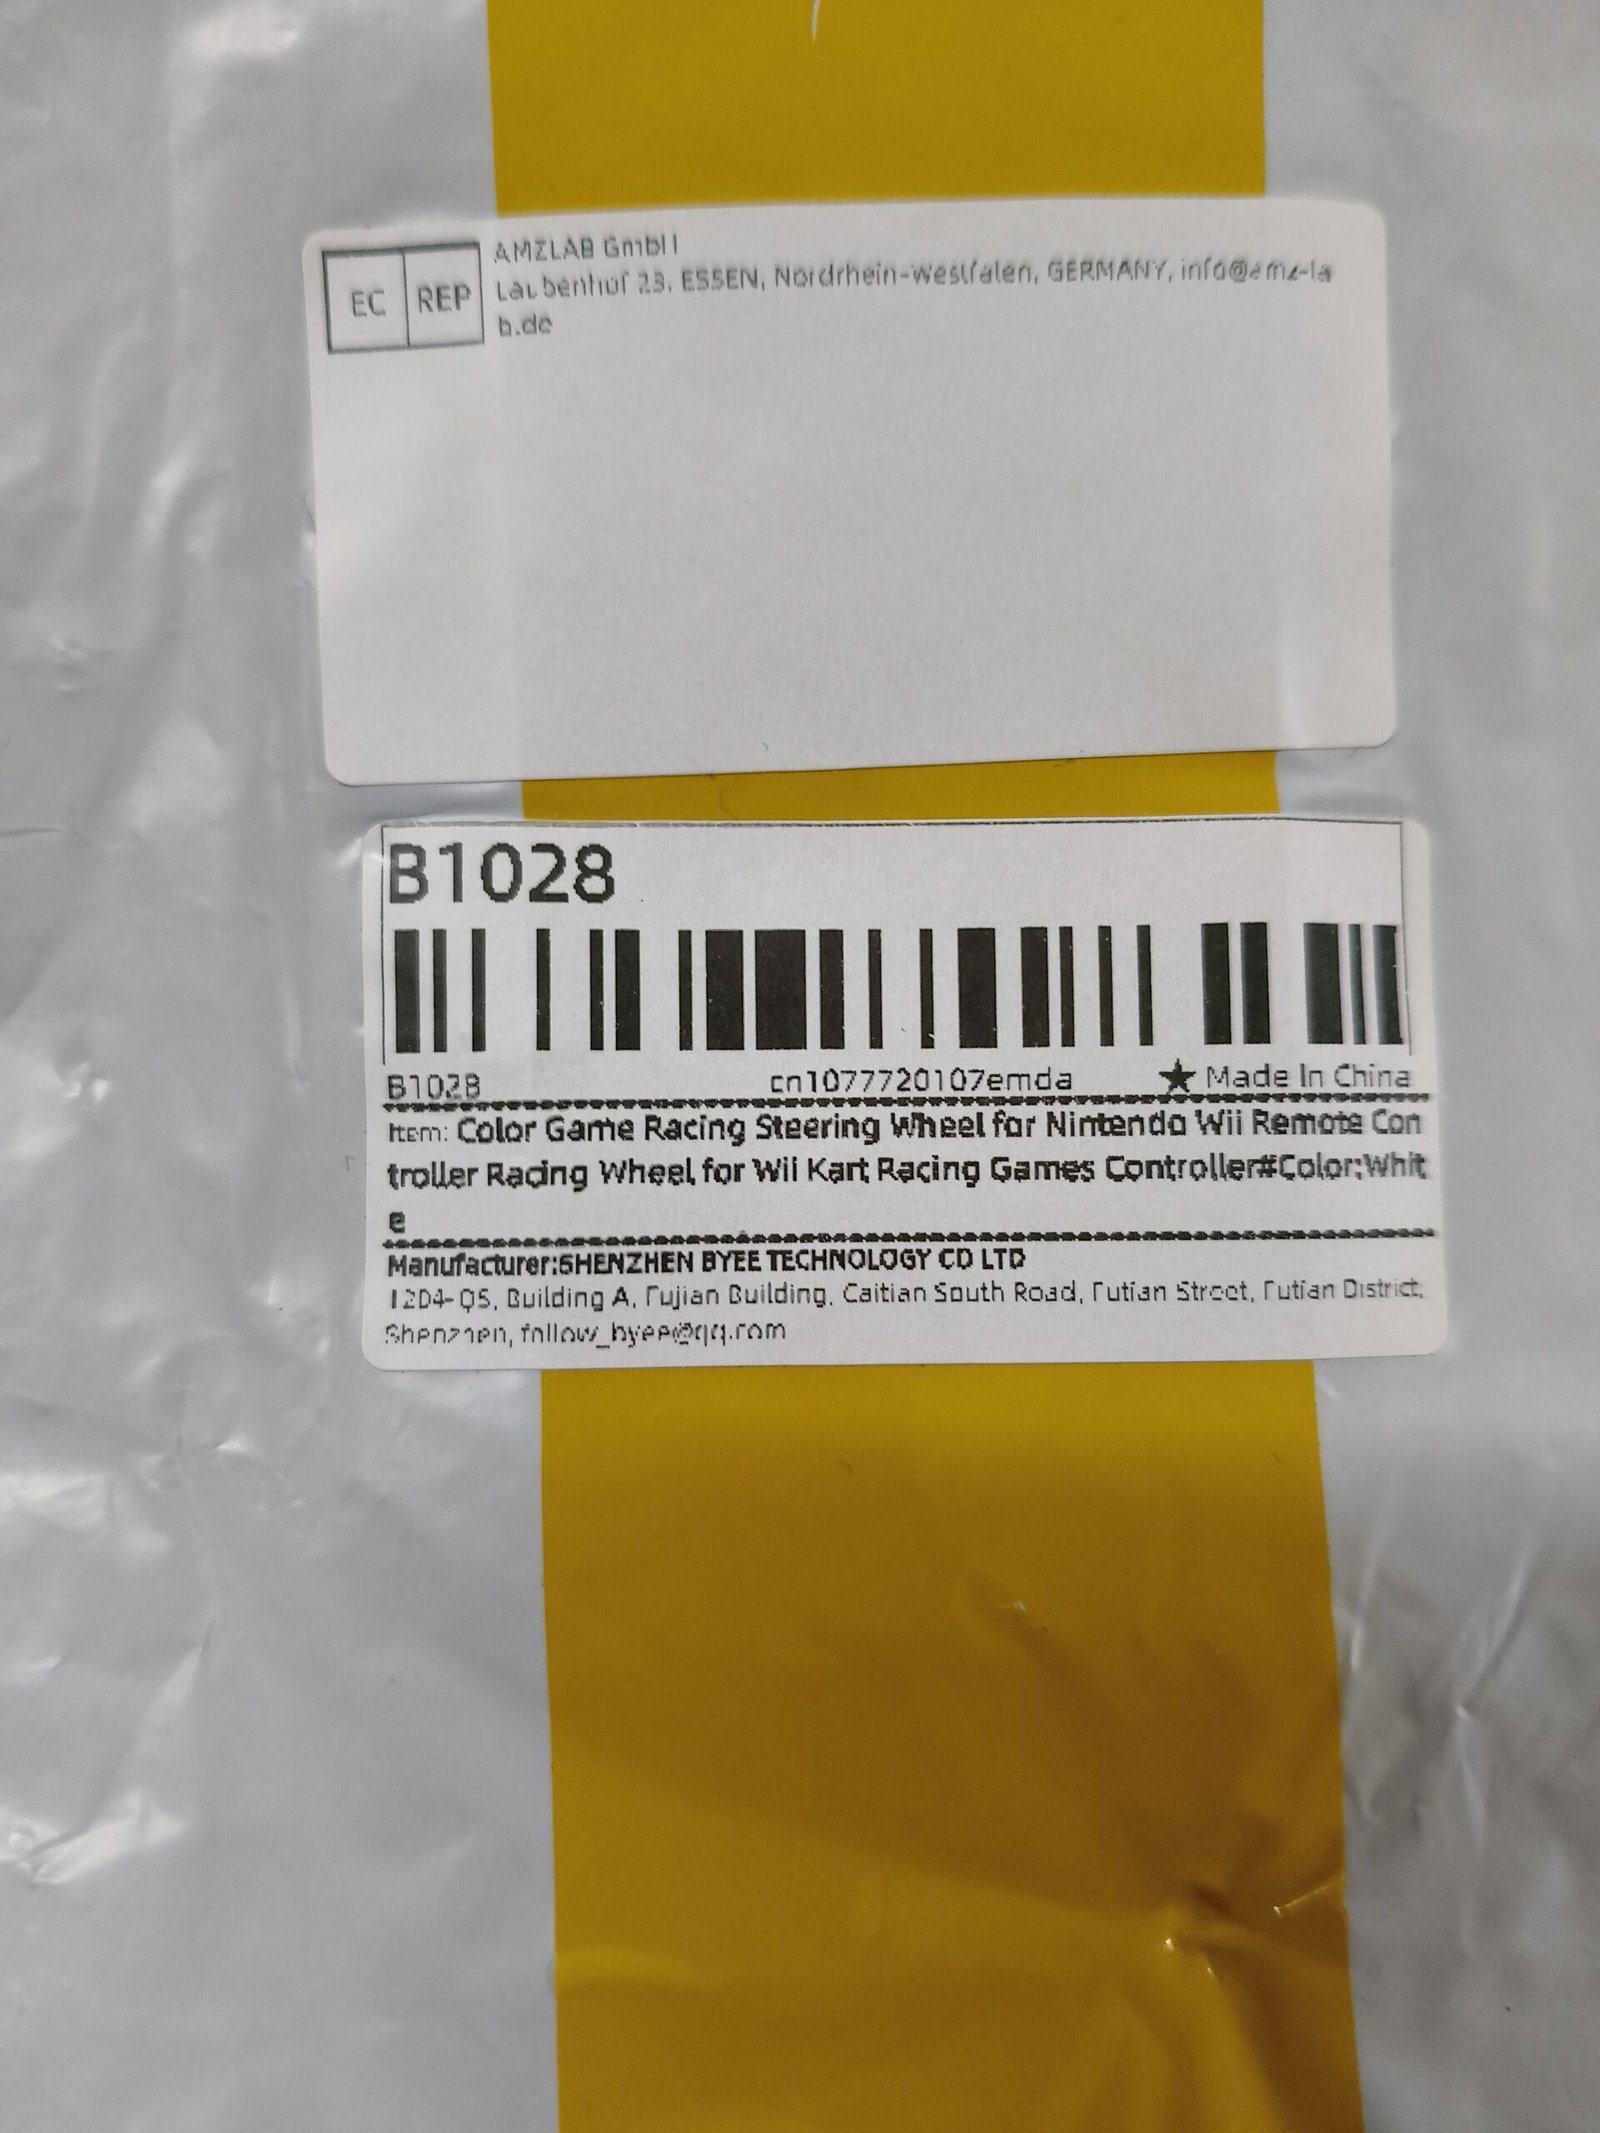 EC REP
AMZLAB GmbH
Laubenhof 23, ESSEN, Nordrhein-Westfalen, GERMANY, info@amz-la
b.de
B1028
B1028 cn1077720107emda ★ Made In China
Item: Color Game Racing Steering Wheel for Nintendo Wii Remote Con
troller Racing Wheel for Wii Kart Racing Games Controller#Color:Whit
e
Manufacturer:SHENZHEN BYEE TECHNOLOGY CO LTD
Building A, Fujian Building, Caitian South Road, Futian Street, Futian District,
Shenzhen, follow_byee@qq.com